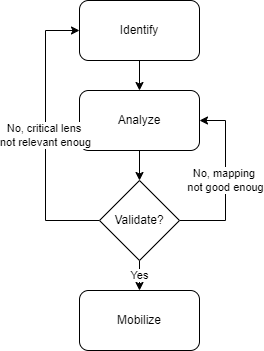 Identify
Analyze
No, critical lens
not relevant enoug
No, mapping
not good enoug
Validate?
Yes
Mobilize